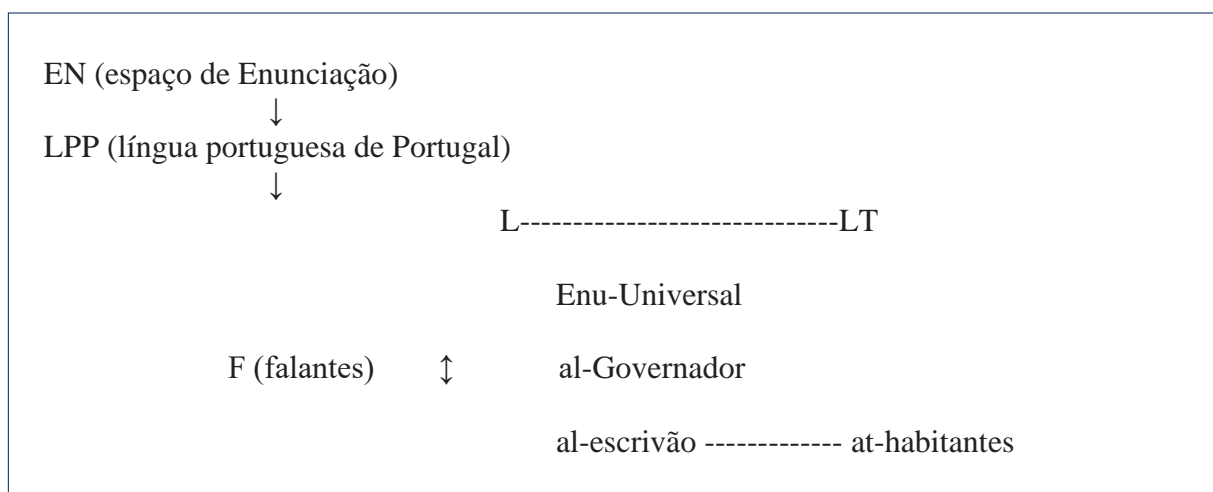 EN (espaço de Enunciação)
↓
LPP (língua portuguesa de Portugal)
↓
L-----------------------------LT
Enu-Universal
F (falantes) ↕ al-Governador
al-escrivão ------------- at-habitantes